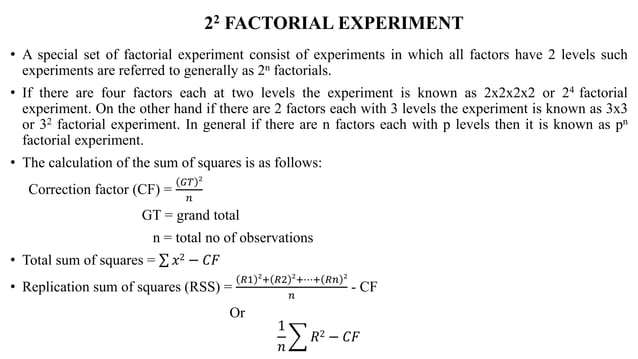 2² FACTORIAL EXPERIMENT
• A special set of factorial experiment consist of experiments in which all factors have 2 levels such
experiments are referred to generally as 2ⁿ factorials.
• If there are four factors each at two levels the experiment is known as 2x2x2x2 or 2⁴ factorial
experiment. On the other hand if there are 2 factors each with 3 levels the experiment is known as 3x3
or 3² factorial experiment. In general if there are n factors each with p levels then it is known as pⁿ
factorial experiment.
• The calculation of the sum of squares is as follows:
Correction factor (CF) = (GT)²/n
GT = grand total
n = total no of observations
• Total sum of squares = ∑ x² − CF
• Replication sum of squares (RSS) = ((R1)²+(R2)²+⋯+(Rn)²)/n - CF
Or
1/n ∑ R² − CF